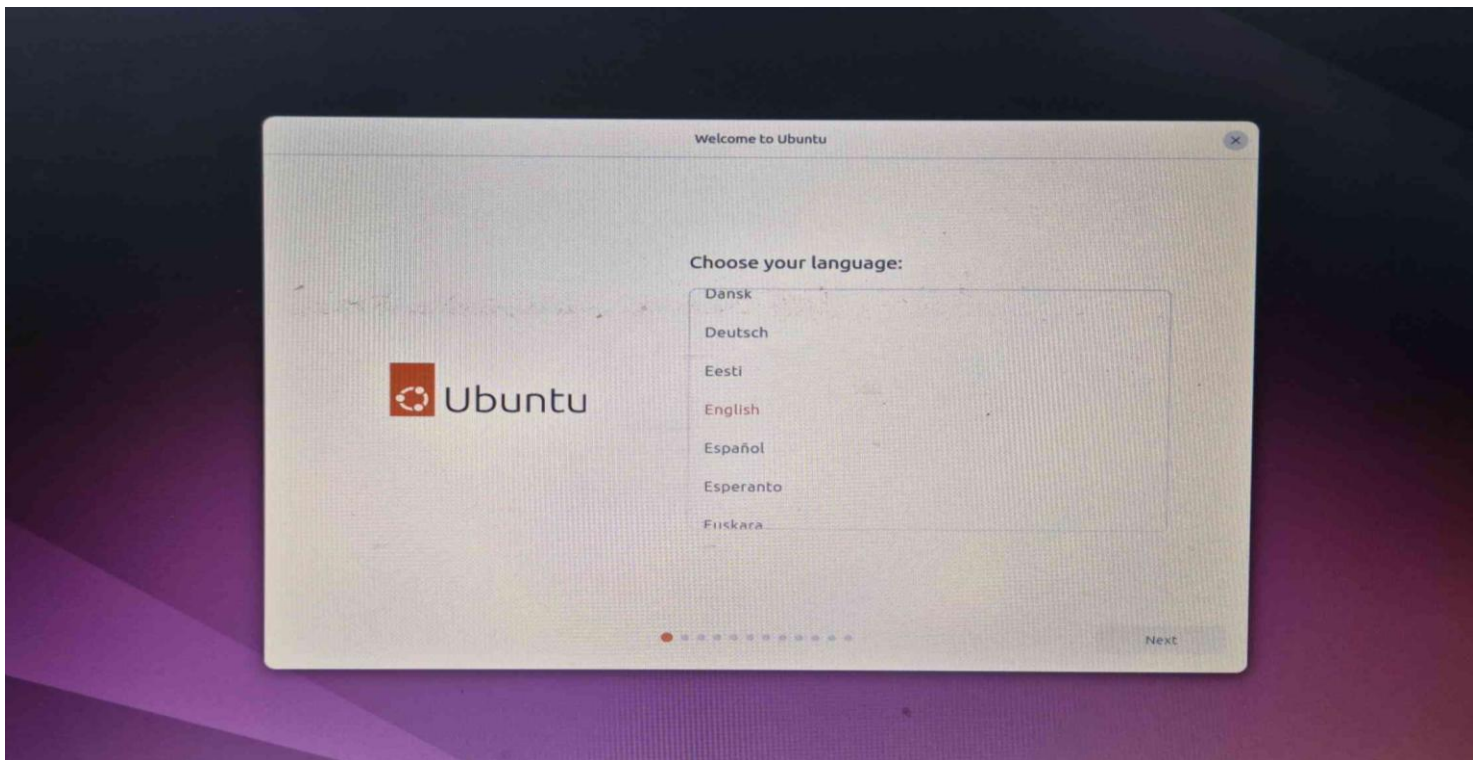 Welcome to Ubuntu
Choose your language:
Dansk
Deutsch
Eesti
English
Español
Esperanto
Euskara
Ubuntu
Next